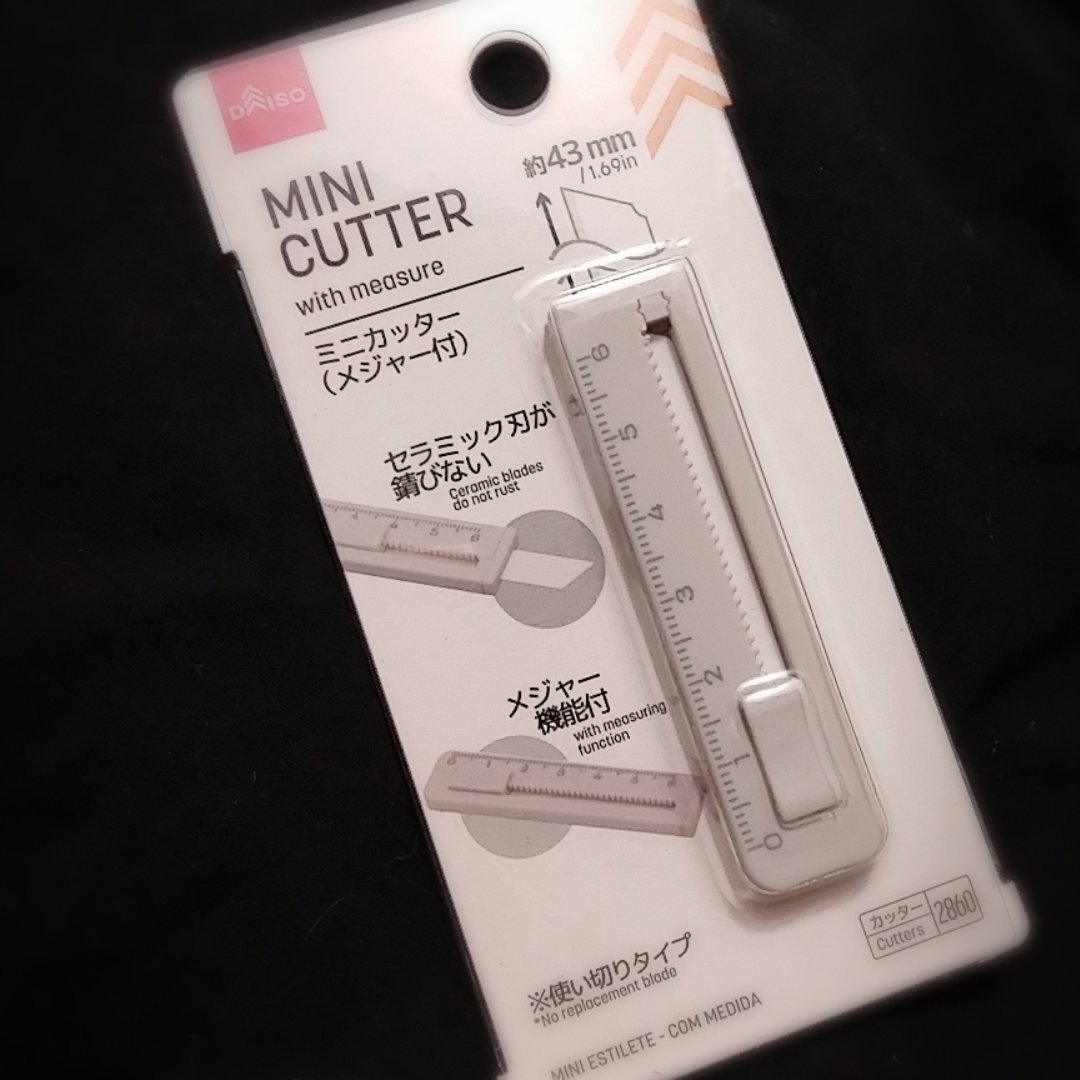 DAISO
約43 mm
/1.69in
MINI
CUTTER
with measure
ミニカッター
（メジャー付）
セラミック刃が
錆びない
Ceramic blades
do not rust
メジャー
機能付
with measuring
function
6
5
4
3
2
1
0
カッター
Cutters
2860
※使い切りタイプ
*No replacement blade
MINI ESTILETE - COM MEDIDA